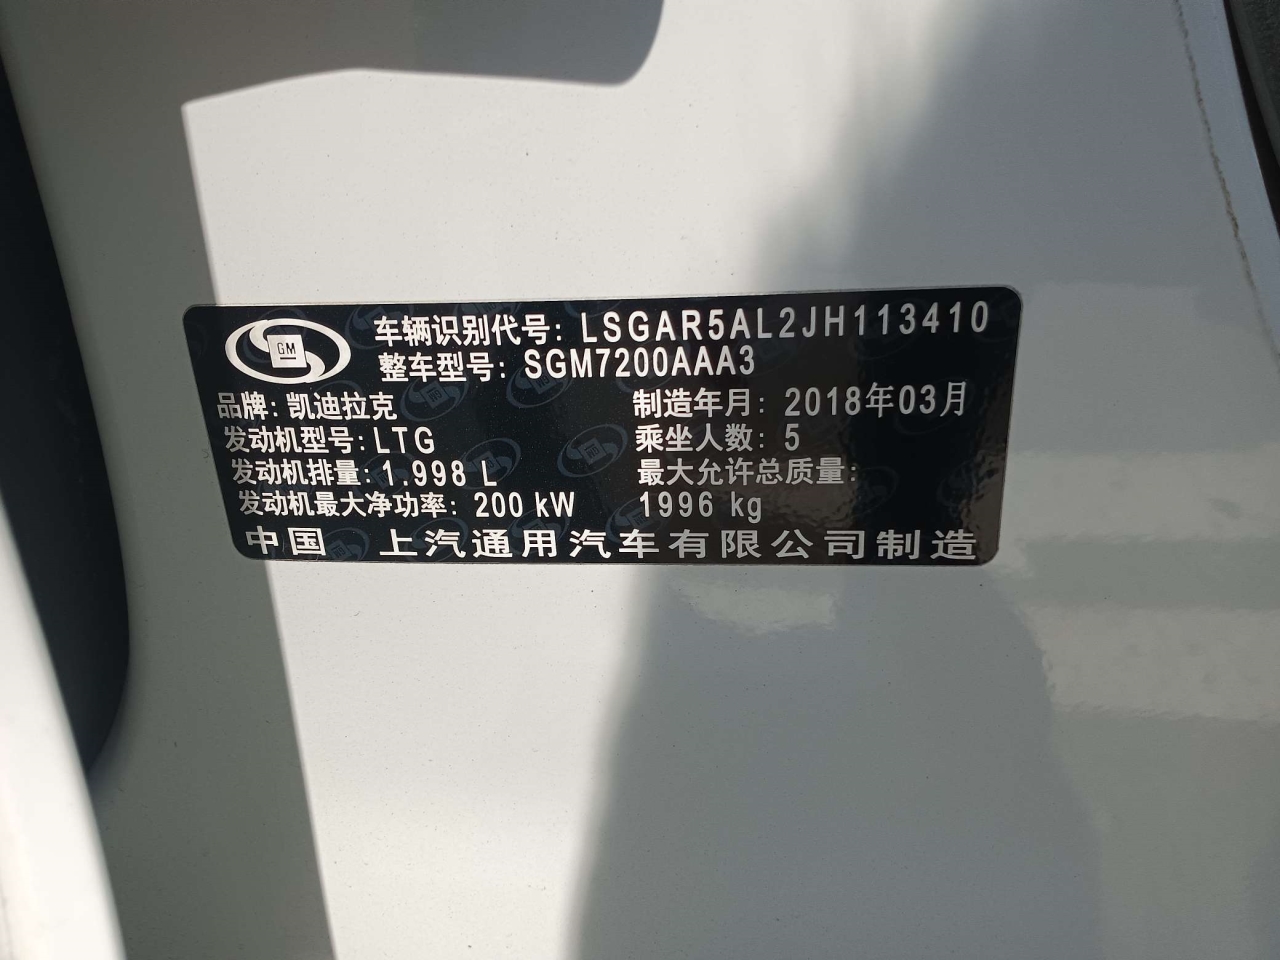 GM
车辆识别代号: LSGAR5AL2JH113410
整车型号: SGM7200AAA3
品牌: 凯迪拉克
制造年月: 2018年03月
发动机型号: LTG
乘坐人数: 5
发动机排量: 1.998 L
最大允许总质量:
发动机最大净功率: 200 kW
1996 kg
中国 上汽通用汽车有限公司制造